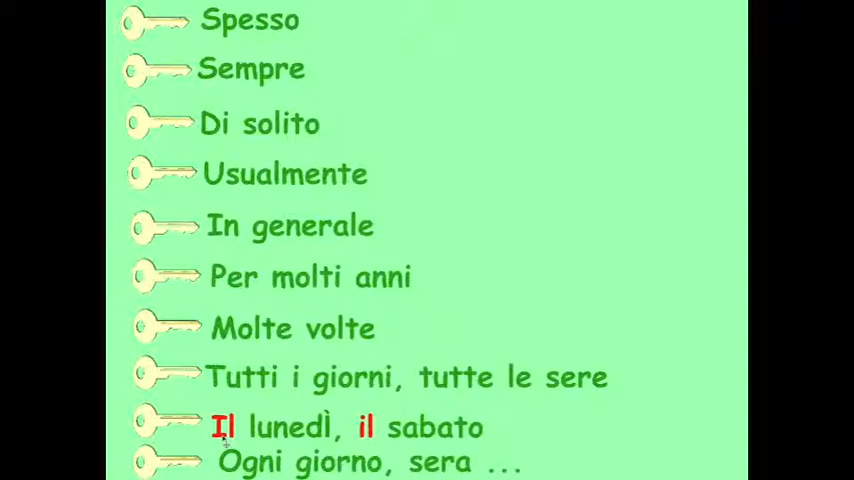 Spesso
Sempre
Di solito
Usualmente
In generale
Per molti anni
Molte volte
Tutti i giorni, tutte le sere
Il lunedÌ, il sabato
Ogni giorno, sera ...